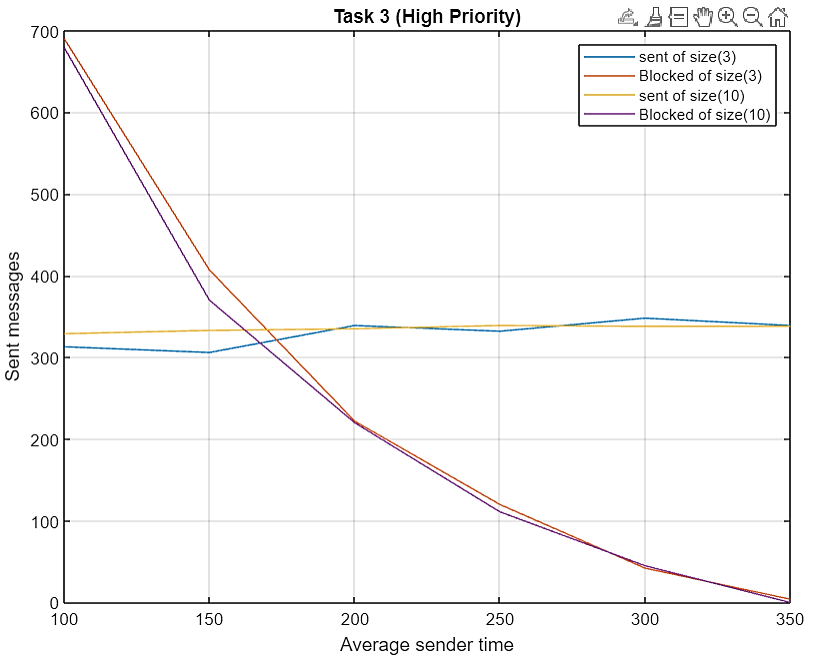 Task 3 (High Priority)
700
600
500
400
300
200
100
0
Sent messages
sent of size(3)
Blocked of size(3)
sent of size(10)
Blocked of size(10)
100 150 200 250 300 350
Average sender time